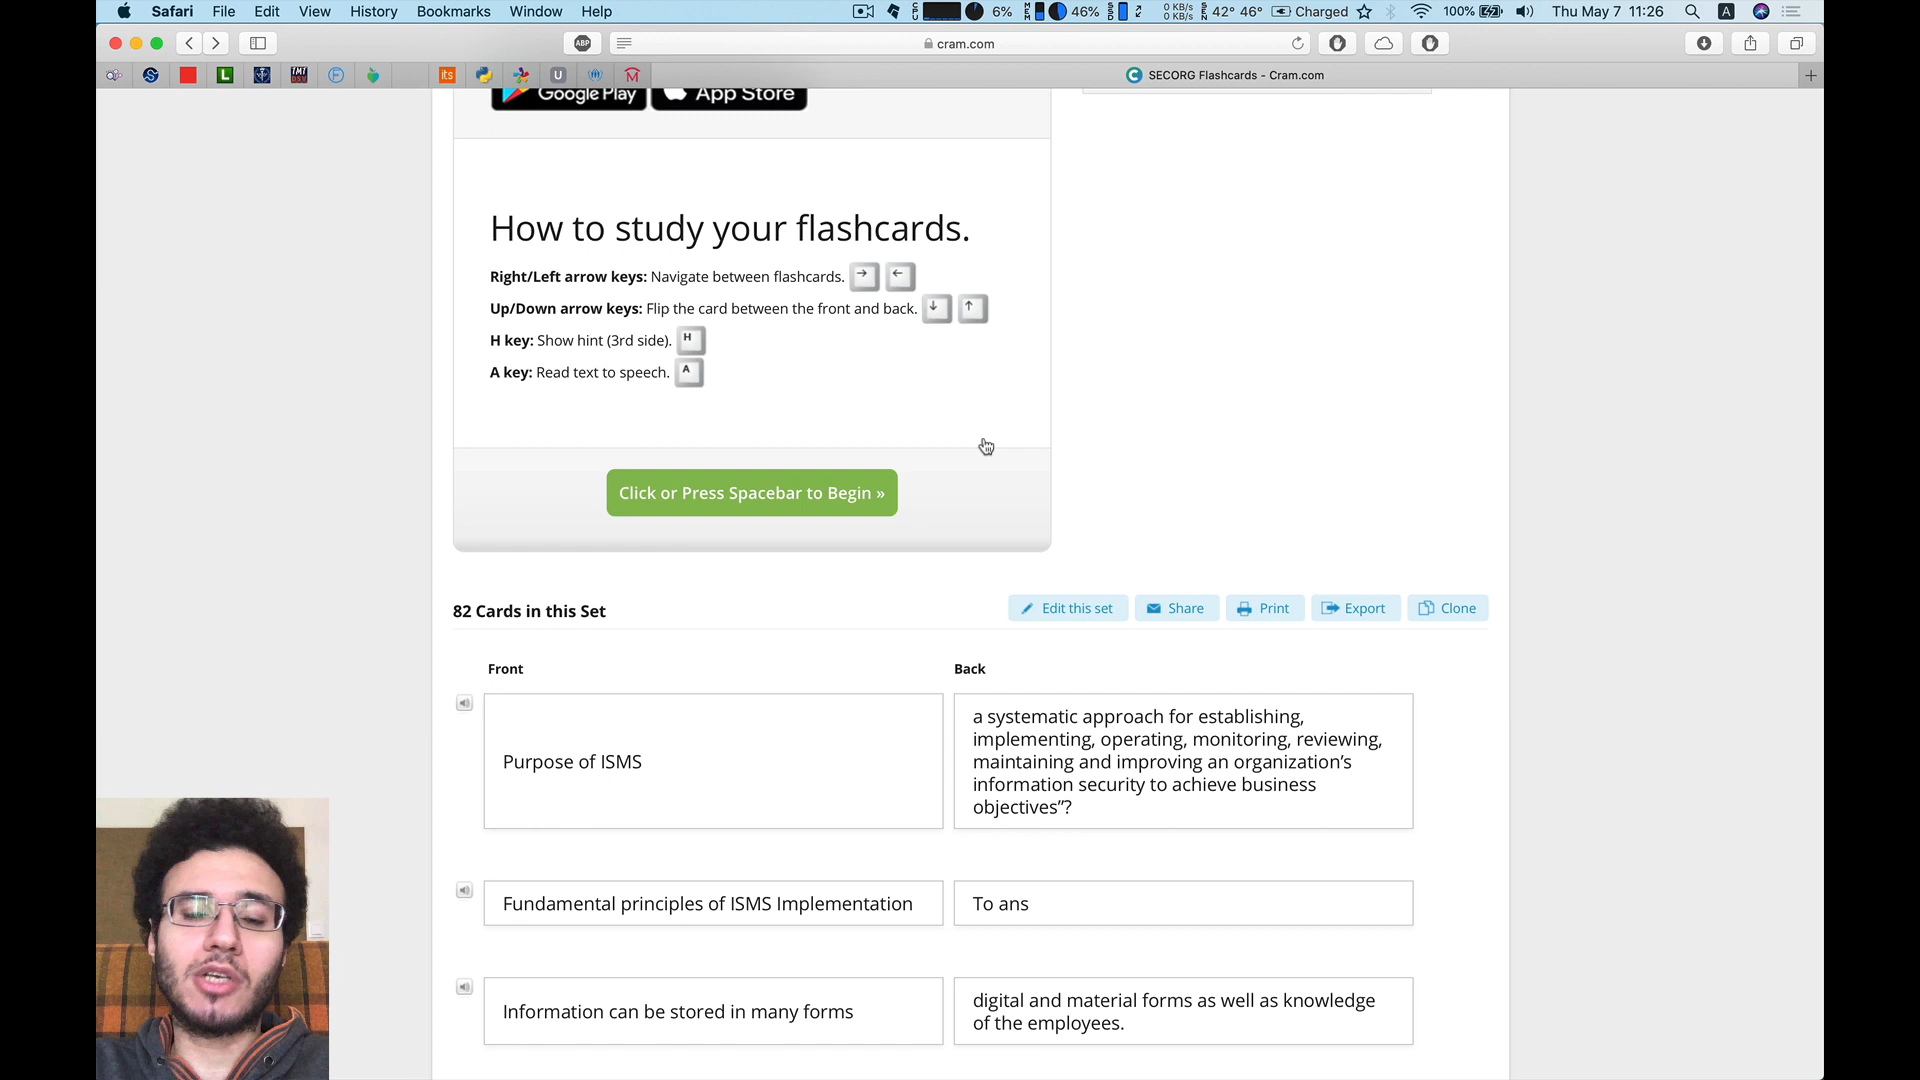 Safari File Edit View History Bookmarks Window Help 6% 46% 0 KB/s 0 KB/s 42° 46° Charged 100% Thu May 7 11:26 A
ABP cram.com
L its U SECORG Flashcards - Cram.com
Google Play App Store
How to study your flashcards.
Right/Left arrow keys: Navigate between flashcards. → ←
Up/Down arrow keys: Flip the card between the front and back. ↓ ↑
H key: Show hint (3rd side). H
A key: Read text to speech. A
Click or Press Spacebar to Begin »
82 Cards in this Set Edit this set Share Print Export Clone
Front Back
Purpose of ISMS
a systematic approach for establishing,
implementing, operating, monitoring, reviewing,
maintaining and improving an organization’s
information security to achieve business
objectives”?
Fundamental principles of ISMS Implementation
To ans
Information can be stored in many forms
digital and material forms as well as knowledge
of the employees.